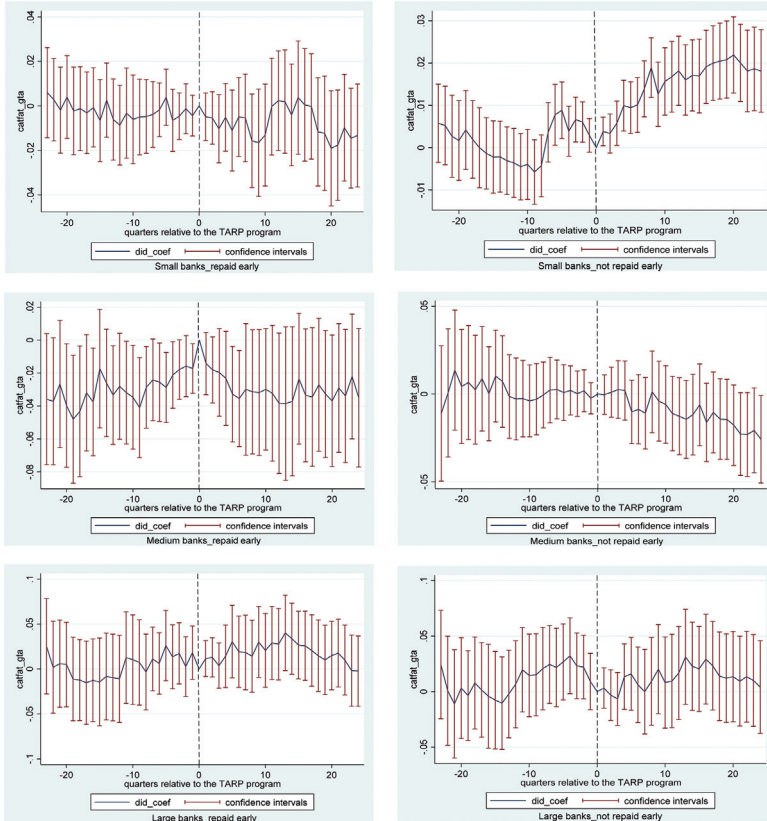 .04
.02
0
-.02
-.04
catfat_gta
-20
-10
0
10
20
quarters relative to the TARP program
did_coef
confidence intervals
Small banks_repaid early
.03
.02
.01
0
-.01
catfat_gta
-20
-10
0
10
20
quarters relative to the TARP program
did_coef
confidence intervals
Small banks_not repaid early
.02
0
-.02
-.04
-.06
-.08
catfat_gta
-20
-10
0
10
20
quarters relative to the TARP program
did_coef
confidence intervals
Medium banks_repaid early
.05
0
-.05
catfat_gta
-20
-10
0
10
20
quarters relative to the TARP program
did_coef
confidence intervals
Medium banks_not repaid early
.1
.05
0
-.05
-.1
catfat_gta
-20
-10
0
10
20
quarters relative to the TARP program
did_coef
confidence intervals
Large banks_repaid early
.1
.05
0
-.05
catfat_gta
-20
-10
0
10
20
quarters relative to the TARP program
did_coef
confidence intervals
Large banks_not repaid early